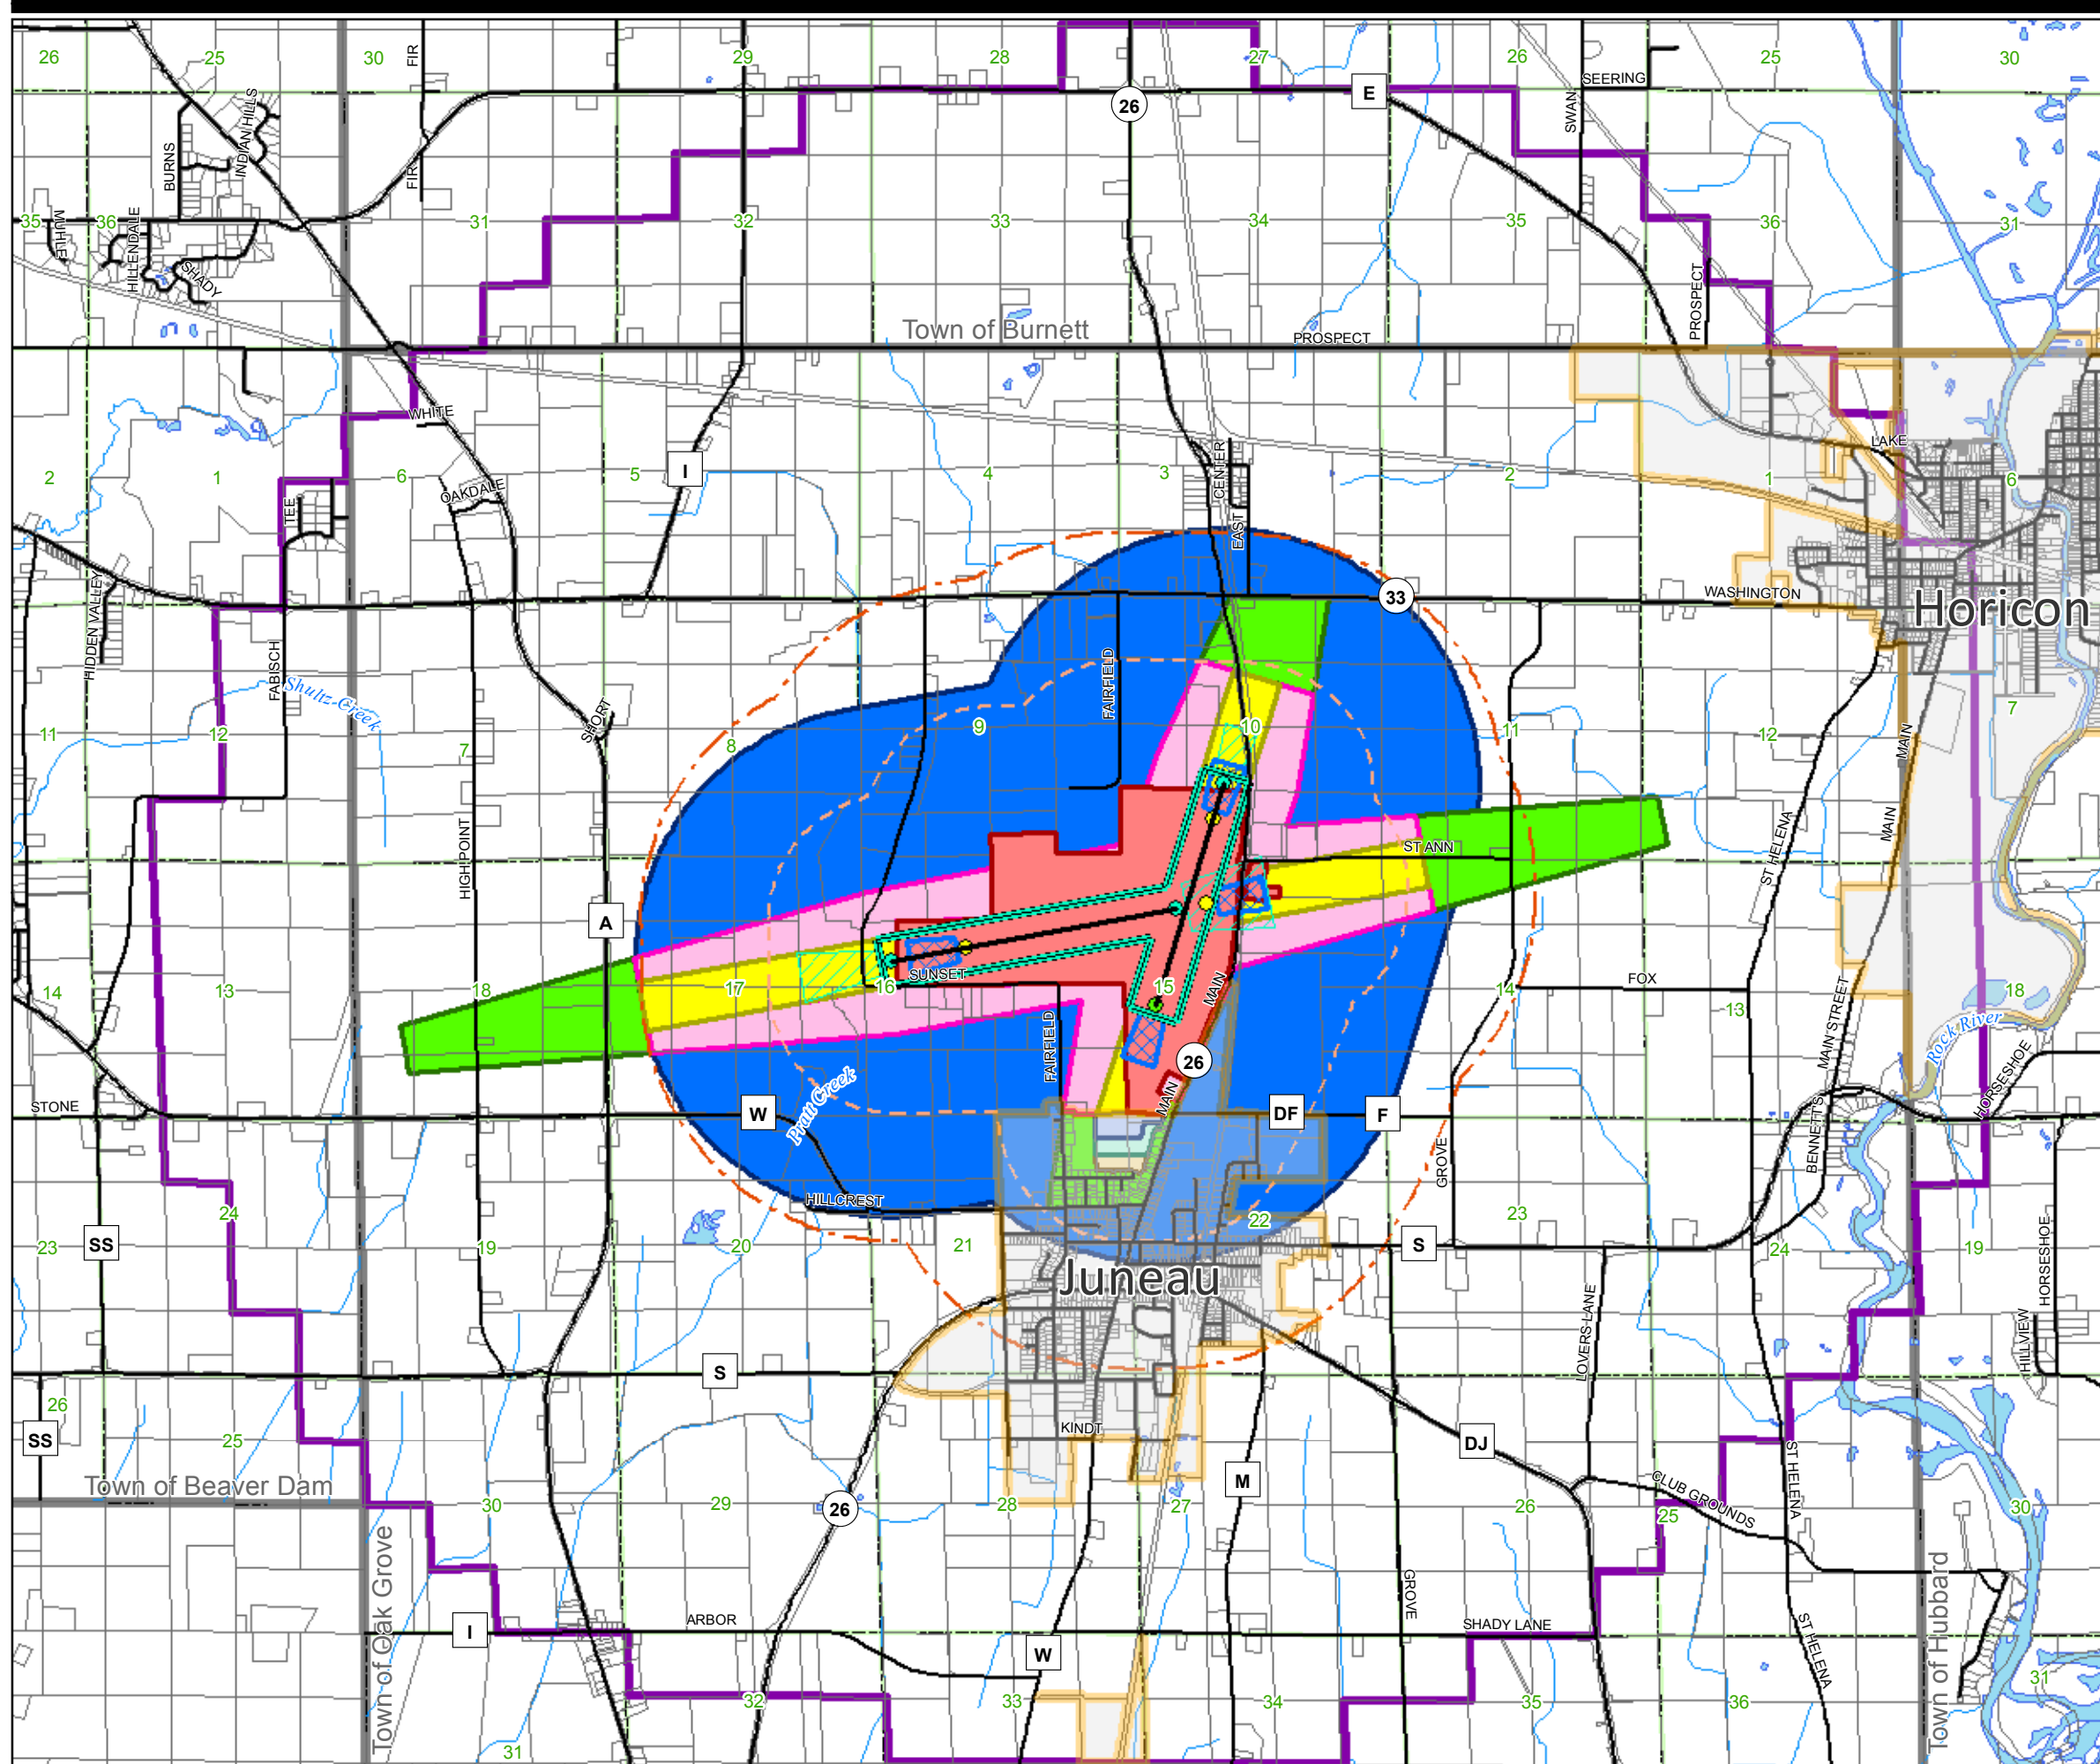 26
25
30
FIR
29
28
27
26
25
30
SEERING
E
26
SWAN
BURNS
INDIAN HILLS
FIR
35
MUHLE
36
HILLENDALE
SHADY
31
32
33
34
35
36
31
PROSPECT
Town of Burnett
PROSPECT
WHITE
LAKE
2
1
TEE
6
OAKDALE
5
I
4
3
CENTER
EAST
2
1
6
HIDDEN VALLEY
33
WASHINGTON
Horicon
FABISCH
Shultz Creek
FAIRFIELD
11
12
7
SHORT
8
9
10
11
12
MAIN
7
HIGH POINT
ST ANN
ST HELENA
MAIN
A
SUNSET
14
13
18
17
16
15
MAIN
14
FOX
13
MAIN STREET
18
Rock River
FAIRFIELD
26
STONE
W
Pratt Creek
MAIN
DF
F
GROVE
BENNETTS
HORSESHOE
HILLCREST
24
22
23
23
SS
19
20
21
S
24
19
HORSESHOE
Juneau
LOVERS LANE
HILLVIEW
S
26
SS
25
KINDT
DJ
ST HELENA
Town of Beaver Dam
M
CLUB GROUNDS
30
29
26
28
27
26
25
30
Town of Oak Grove
GROVE
Town of Hubbard
I
ARBOR
W
SHADY LANE
ST HELENA
32
33
34
35
36
31
31